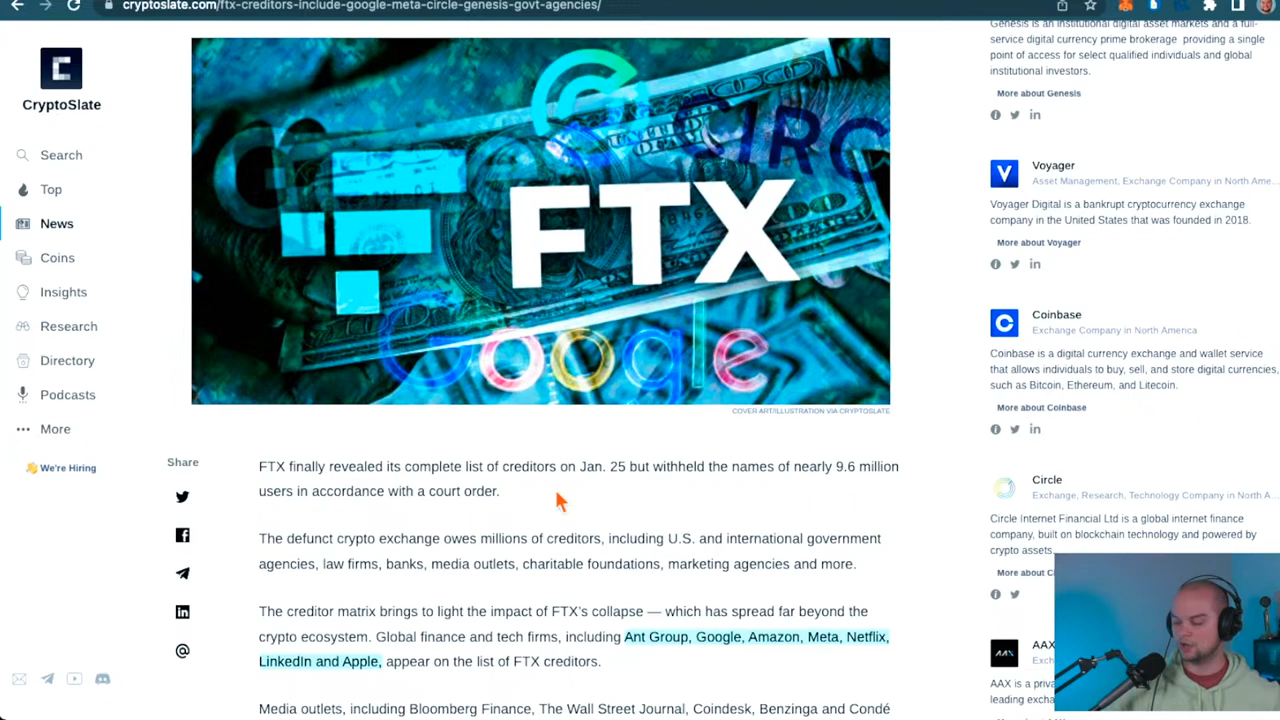 cryptoslate.com/ftx-creditors-include-google-meta-circle-genesis-govt-agencies/
CryptoSlate
Search
Top
News
Coins
Insights
Research
Directory
Podcasts
More
We're Hiring
CIRC
FTX
Google
COVER ART/ILLUSTRATION VIA CRYPTOSLATE
Share
FTX finally revealed its complete list of creditors on Jan. 25 but withheld the names of nearly 9.6 million
users in accordance with a court order.
The defunct crypto exchange owes millions of creditors, including U.S. and international government
agencies, law firms, banks, media outlets, charitable foundations, marketing agencies and more.
The creditor matrix brings to light the impact of FTX's collapse — which has spread far beyond the
crypto ecosystem. Global finance and tech firms, including Ant Group, Google, Amazon, Meta, Netflix,
LinkedIn and Apple, appear on the list of FTX creditors.
Media outlets, including Bloomberg Finance, The Wall Street Journal, Coindesk, Benzinga and Condé
Genesis is an institutional digital asset markets and a full-
service digital currency prime brokerage providing a single
point of access for select qualified individuals and global
institutional investors.
More about Genesis
Voyager
Asset Management, Exchange Company in North Ame...
Voyager Digital is a bankrupt cryptocurrency exchange
company in the United States that was founded in 2018.
More about Voyager
Coinbase
Exchange Company in North America
Coinbase is a digital currency exchange and wallet service
that allows individuals to buy, sell, and store digital currencies,
such as Bitcoin, Ethereum, and Litecoin.
More about Coinbase
Circle
Exchange, Research, Technology Company in North A...
Circle Internet Financial Ltd is a global internet finance
company, built on blockchain technology and powered by
crypto assets.
More about
AAX
AAX is a
leading